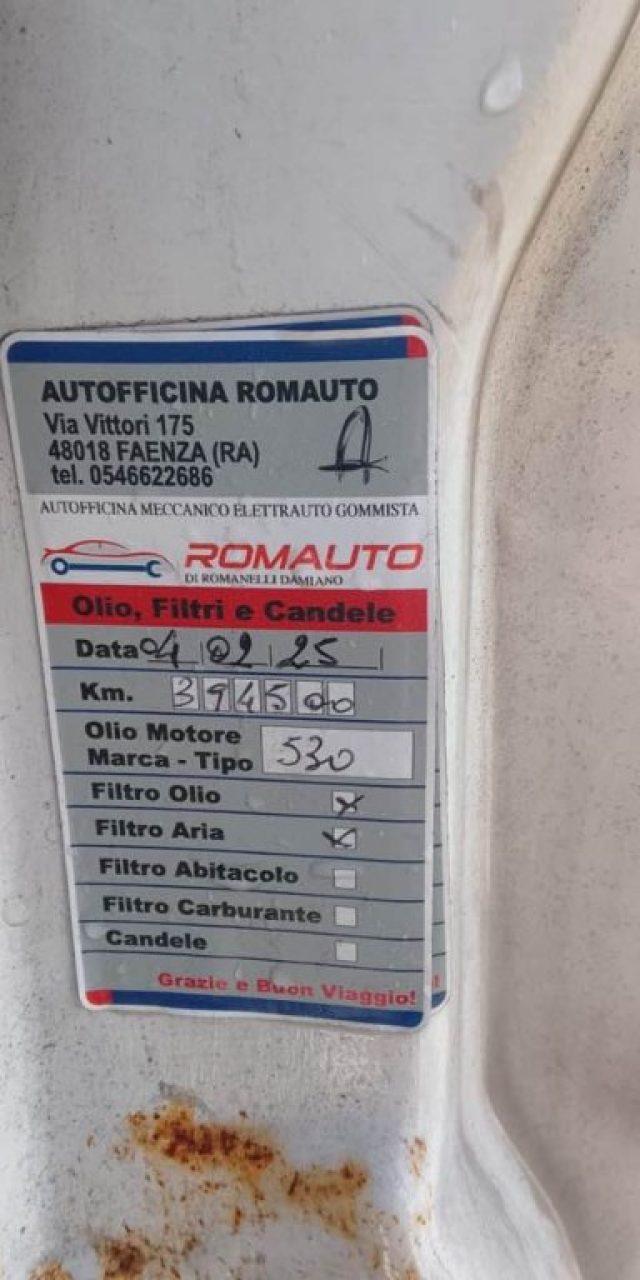 AUTOFFICINA ROMAUTO
Via Vittori 175
48018 FAENZA (RA)
tel. 0546622686
A
AUTOFFICINA MECCANICO ELETTRAUTO GOMMISTA
ROMAUTO
DI ROMANELLI DAMIANO
Olio, Filtri e Candele
Data 04 02 25
Km. 394500
Olio Motore
Marca - Tipo 530
Filtro Olio X
Filtro Aria X
Filtro Abitacolo
Filtro Carburante
Candele
Grazie e Buon Viaggio!